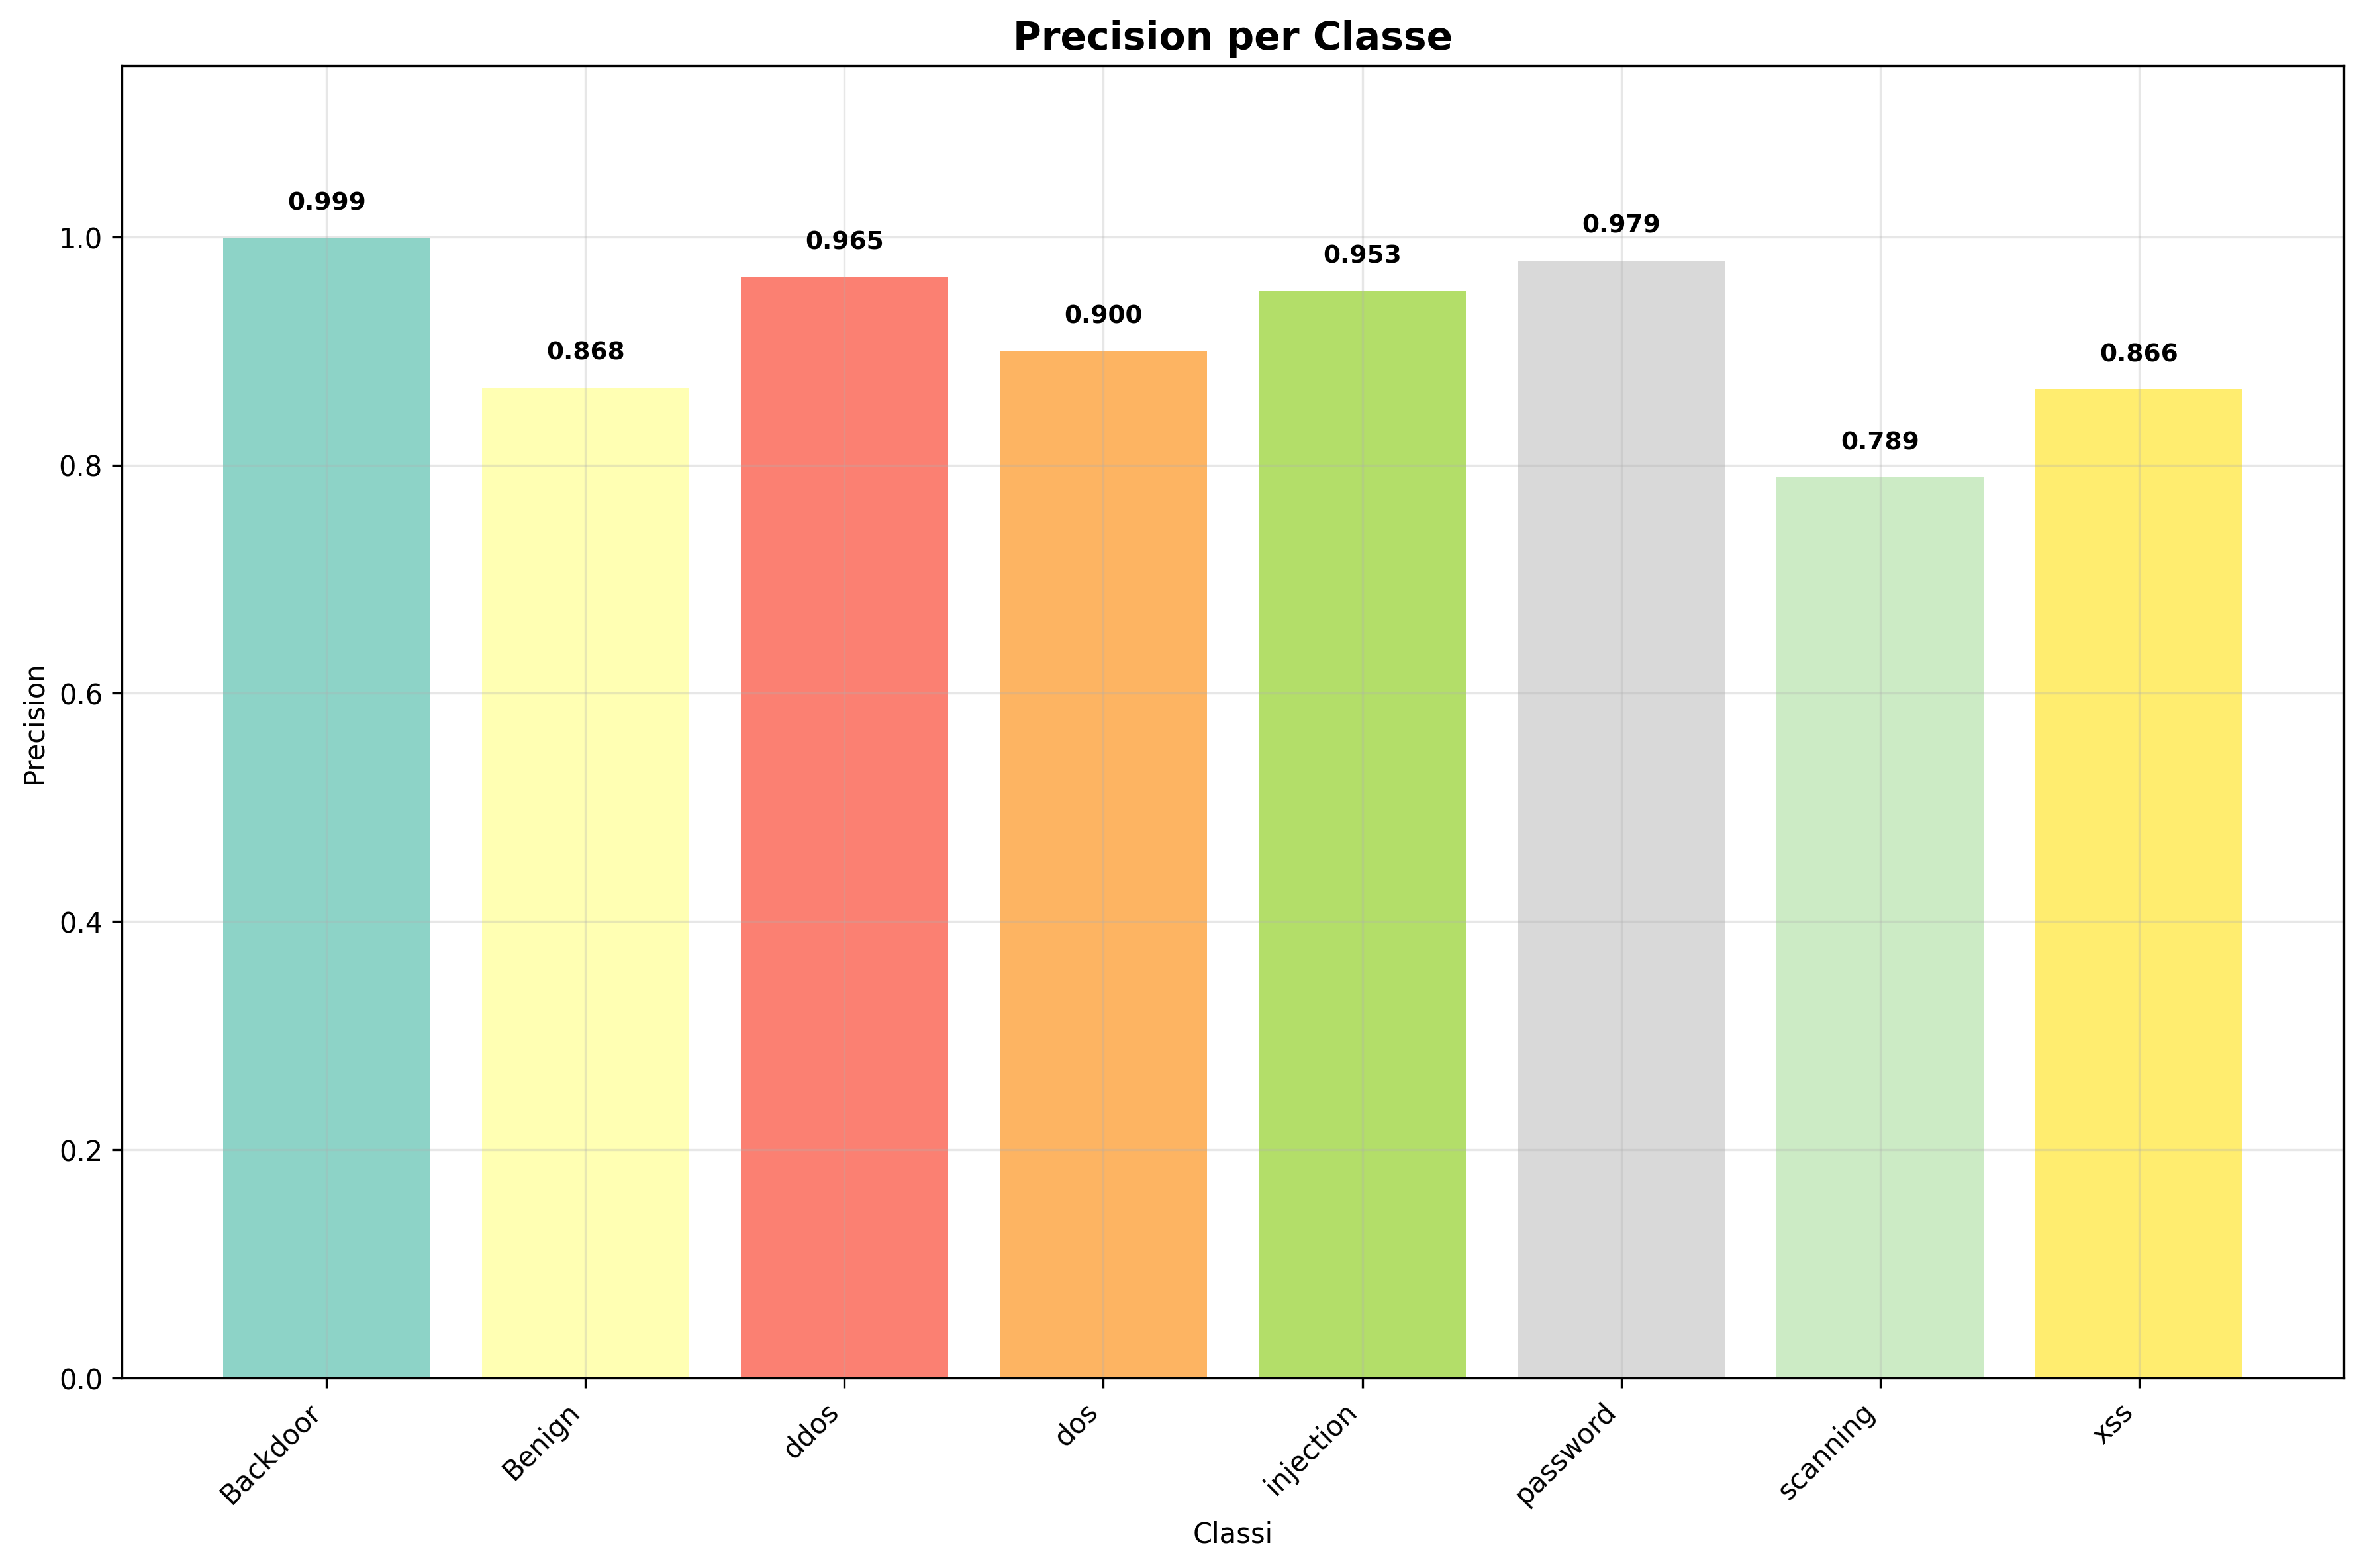 Precision per Classe
0.999
0.868
0.965
0.900
0.953
0.979
0.789
0.866
1.0
0.8
0.6
0.4
0.2
0.0
Precision
Backdoor
Benign
ddos
dos
injection
password
scanning
xss
Classi